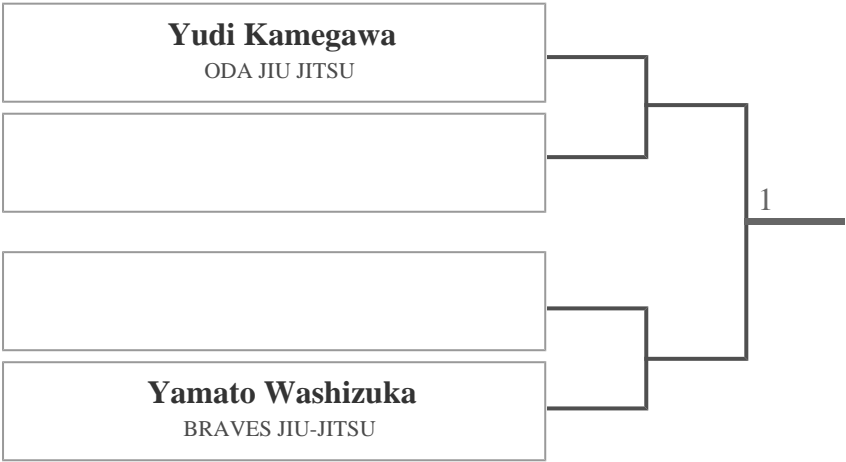 Yudi Kamegawa
ODA JIU JITSU
1
Yamato Washizuka
BRAVES JIU-JITSU